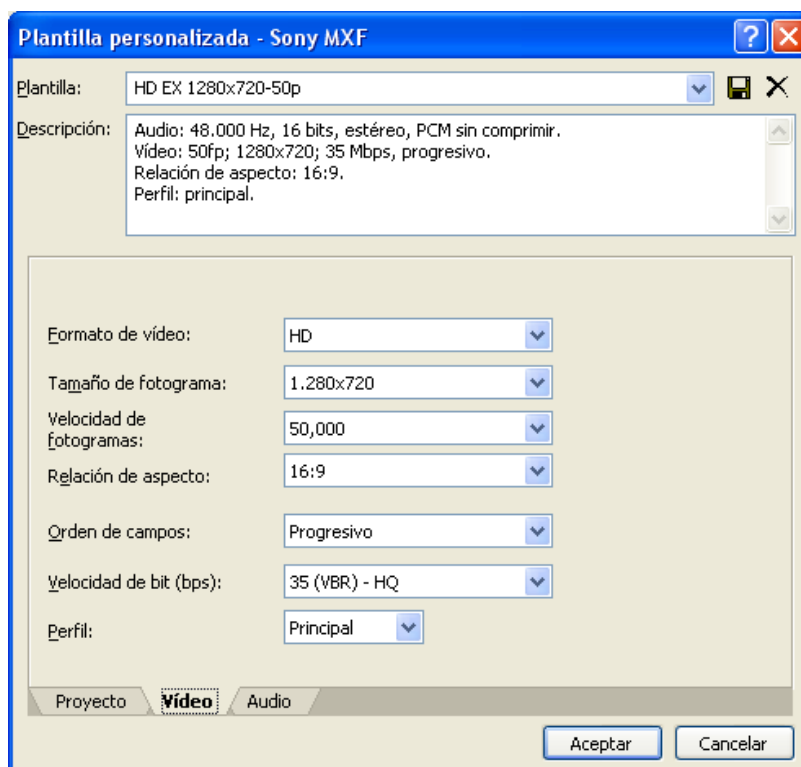 Plantilla personalizada - Sony MXF
Plantilla: HD EX 1280x720-50p
Descripción: Audio: 48.000 Hz, 16 bits, estéreo, PCM sin comprimir.
Vídeo: 50fp; 1280x720; 35 Mbps, progresivo.
Relación de aspecto: 16:9.
Perfil: principal.
Formato de vídeo: HD
Tamaño de fotograma: 1.280x720
Velocidad de
fotogramas: 50,000
Relación de aspecto: 16:9
Orden de campos: Progresivo
Velocidad de bit (bps): 35 (VBR) - HQ
Perfil: Principal
Proyecto Vídeo Audio
Aceptar Cancelar